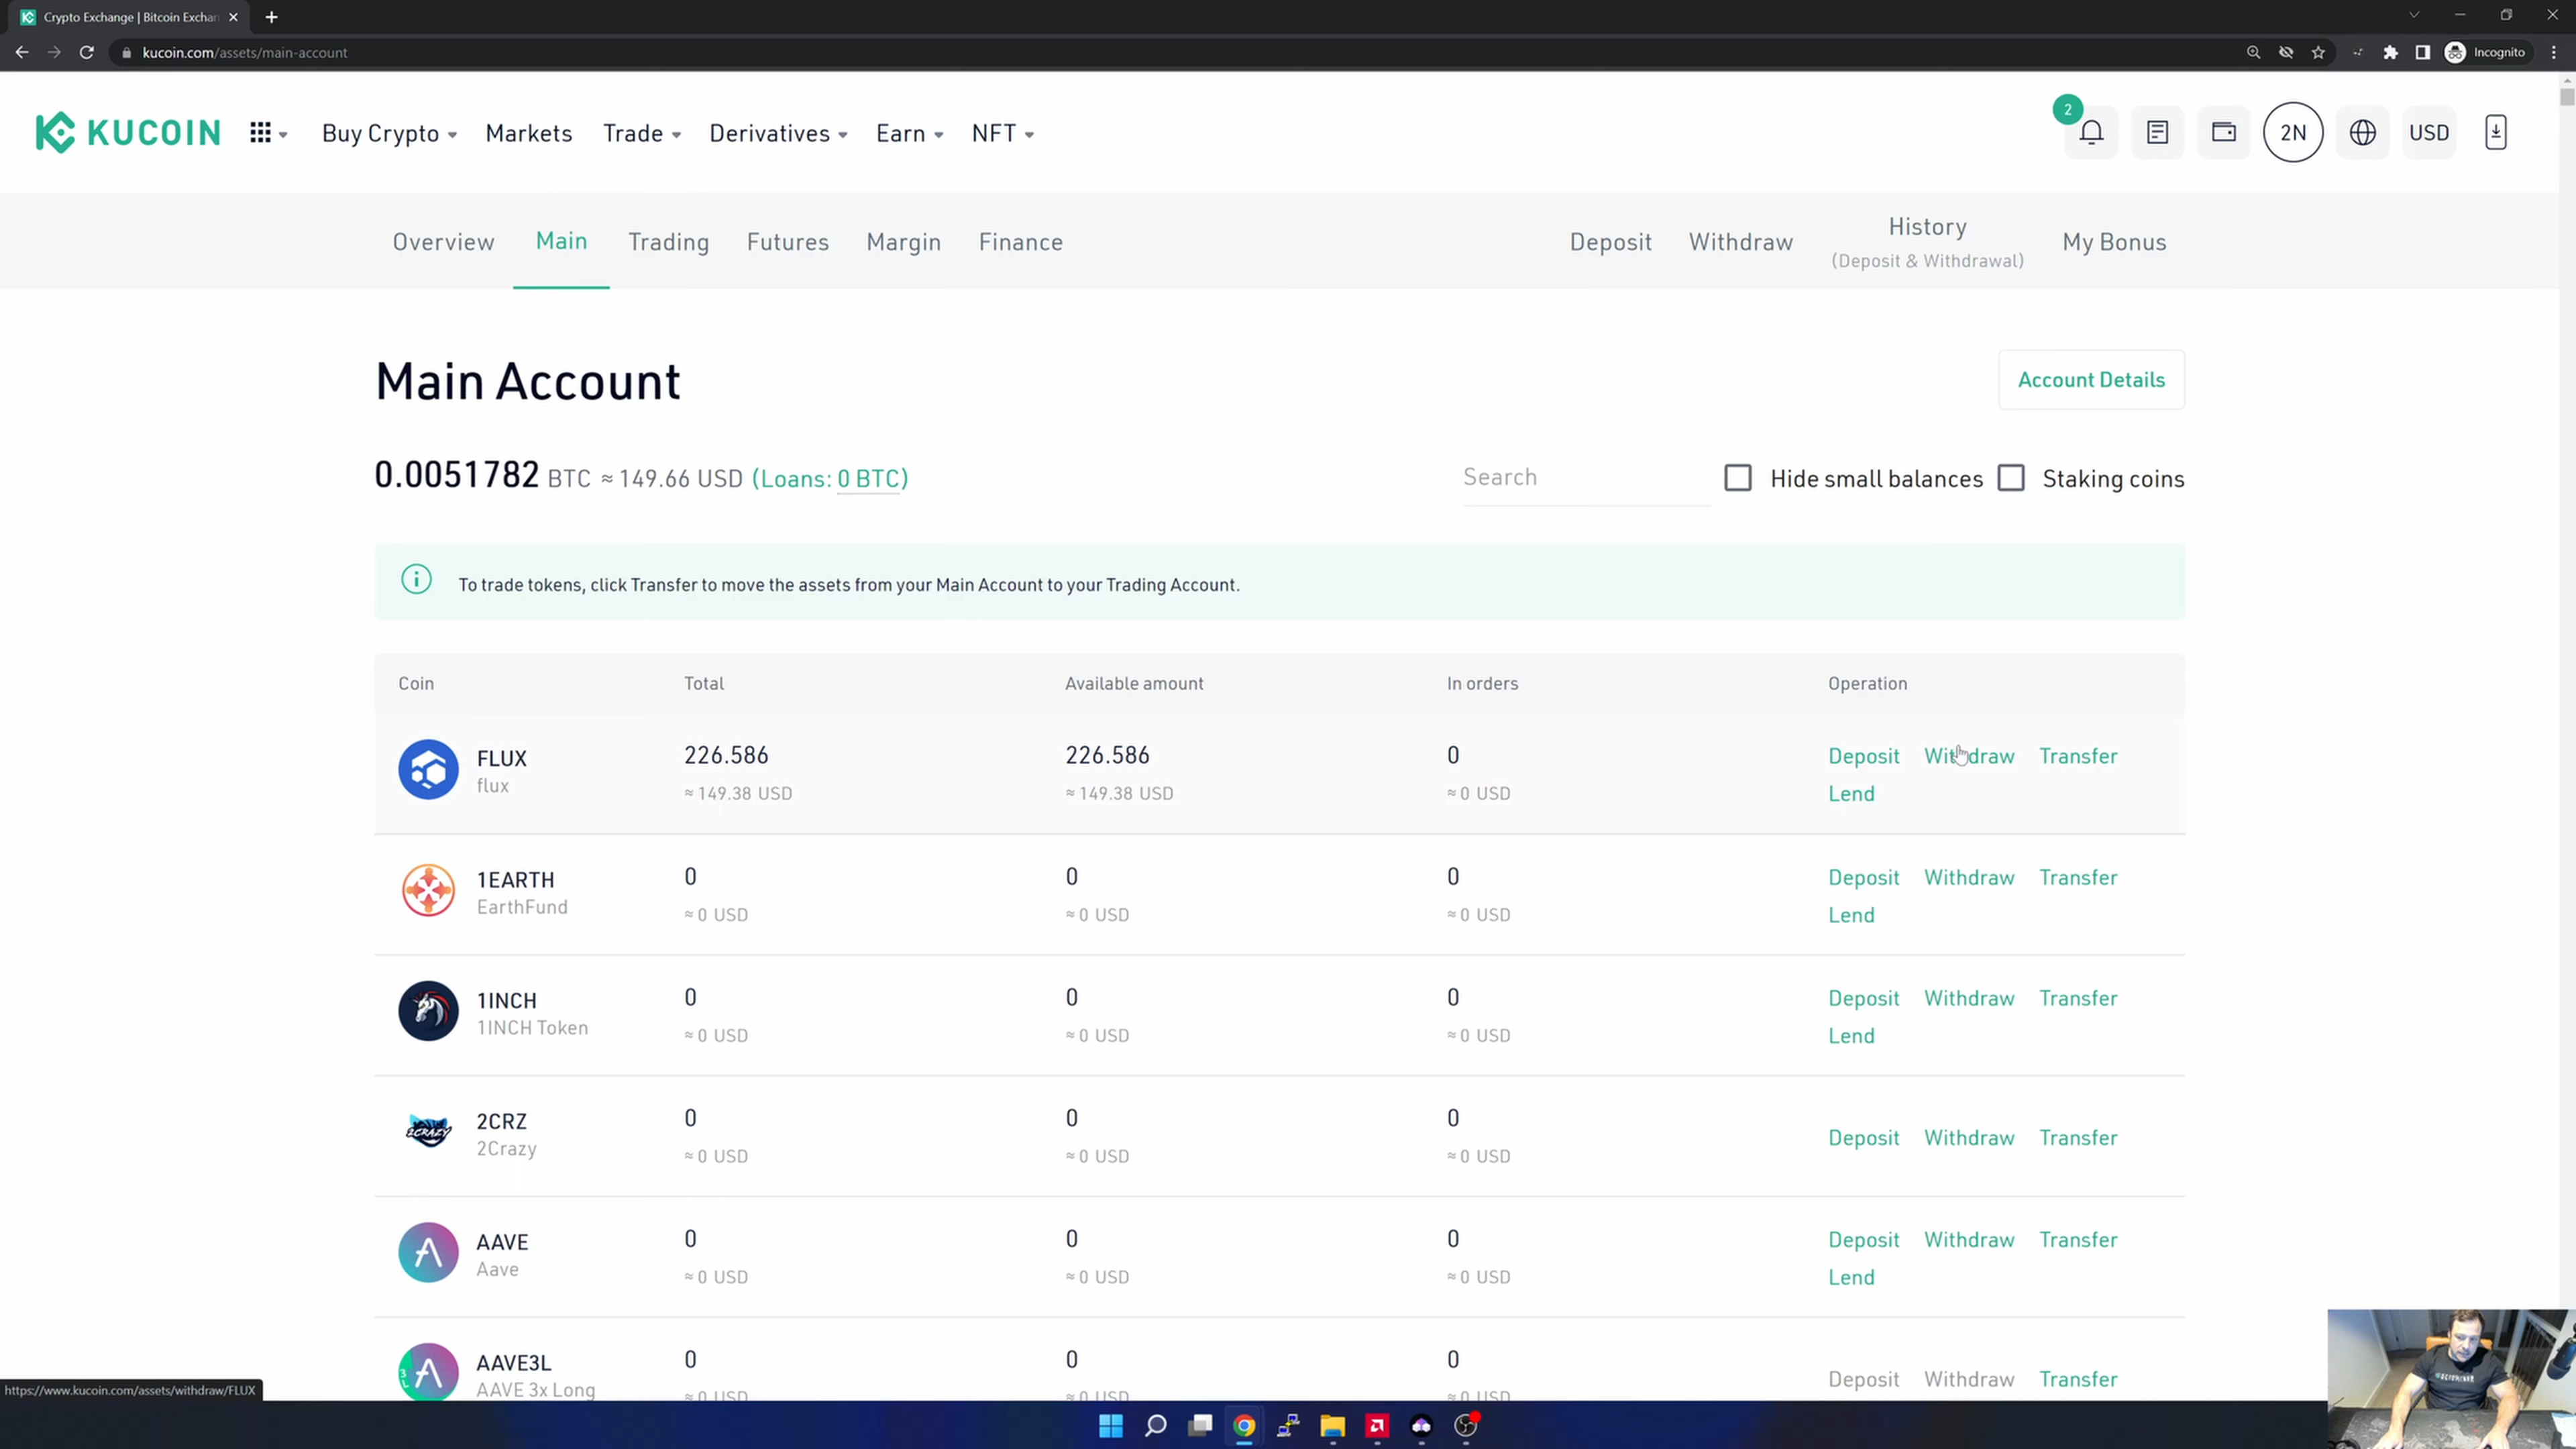 Crypto Exchange | Bitcoin Exchan
kucoin.com/assets/main-account
Incognito
KUCOIN
Buy Crypto
Markets
Trade
Derivatives
Earn
NFT
2
2N
USD
Overview
Main
Trading
Futures
Margin
Finance
Deposit
Withdraw
History
(Deposit & Withdrawal)
My Bonus
Main Account
Account Details
0.0051782 BTC ≈ 149.66 USD (Loans: 0 BTC)
Search
Hide small balances
Staking coins
To trade tokens, click Transfer to move the assets from your Main Account to your Trading Account.
Coin Total Available amount In orders Operation
FLUX 226.586 226.586 0 Deposit Withdraw Transfer
flux ≈ 149.38 USD ≈ 149.38 USD ≈ 0 USD Lend
1EARTH 0 0 0 Deposit Withdraw Transfer
EarthFund ≈ 0 USD ≈ 0 USD ≈ 0 USD Lend
1INCH 0 0 0 Deposit Withdraw Transfer
1INCH Token ≈ 0 USD ≈ 0 USD ≈ 0 USD Lend
2CRAZY
2CRZ 0 0 0 Deposit Withdraw Transfer
2Crazy ≈ 0 USD ≈ 0 USD ≈ 0 USD
AAVE 0 0 0 Deposit Withdraw Transfer
Aave ≈ 0 USD ≈ 0 USD ≈ 0 USD Lend
AAVE3L 0 0 0 Deposit Withdraw Transfer
AAVE 3x Long ≈ 0 USD ≈ 0 USD ≈ 0 USD
https://www.kucoin.com/assets/withdraw/FLUX